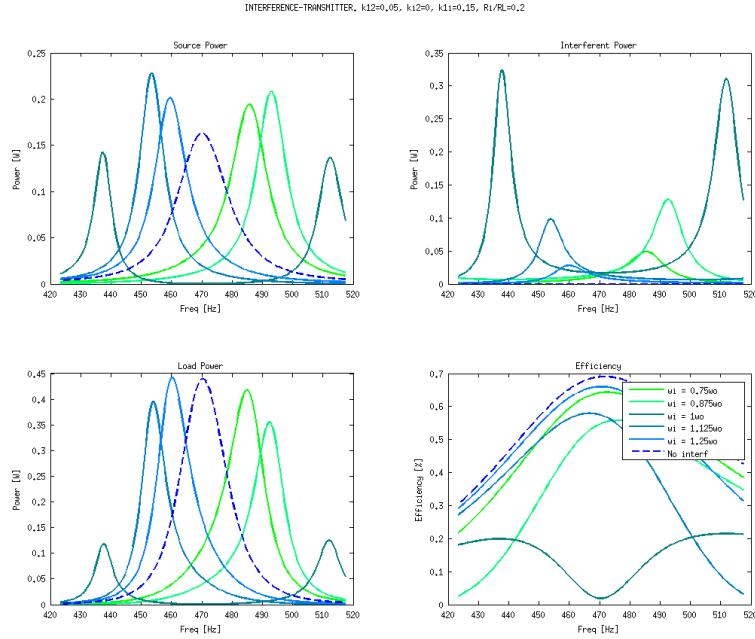 INTERFERENCE-TRANSMITTER. k12=0.05, ki2=0, k1i=0.15, Ri/RL=0.2
Source Power
Power [W]
0.25
0.2
0.15
0.1
0.05
0
420 430 440 450 460 470 480 490 500 510 520
Freq [Hz]
Interferent Power
Power [W]
0.35
0.3
0.25
0.2
0.15
0.1
0.05
0
420 430 440 450 460 470 480 490 500 510 520
Freq [Hz]
Load Power
Power [W]
0.45
0.4
0.35
0.3
0.25
0.2
0.15
0.1
0.05
0
420 430 440 450 460 470 480 490 500 510 520
Freq [Hz]
Efficiency
Efficiency [%]
0.7
0.6
0.5
0.4
0.3
0.2
0.1
0
420 430 440 450 460 470 480 490 500 510 520
Freq [Hz]
wi = 0.75wo
wi = 0.875wo
wi = 1wo
wi = 1.125wo
wi = 1.25wo
No interf